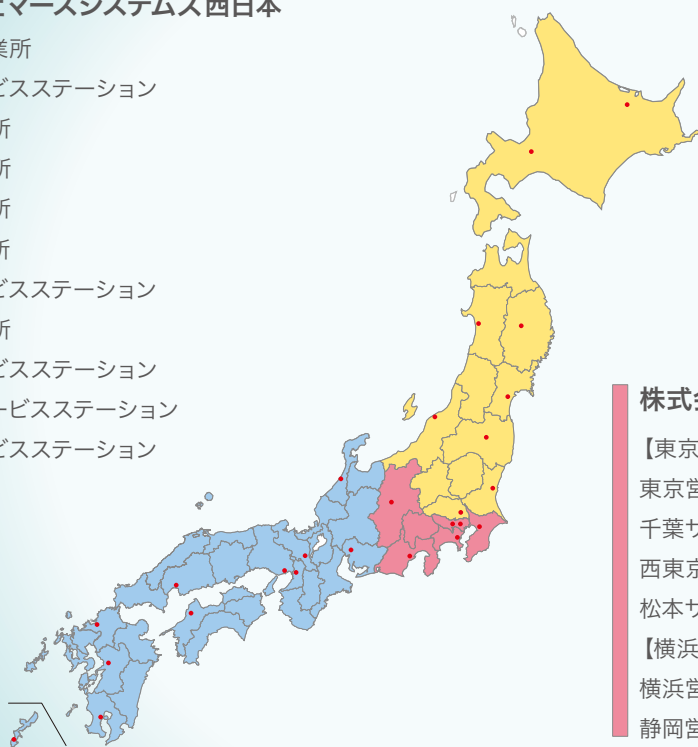 マースシステムズ西日本
業所
ビスステーション
所
所
所
所
ビスステーション
所
ビスステーション
ービスステーション
ビスステーション
株式会
【東京
東京営
千葉サ
西東京
松本サ
【横浜
横浜営
静岡営